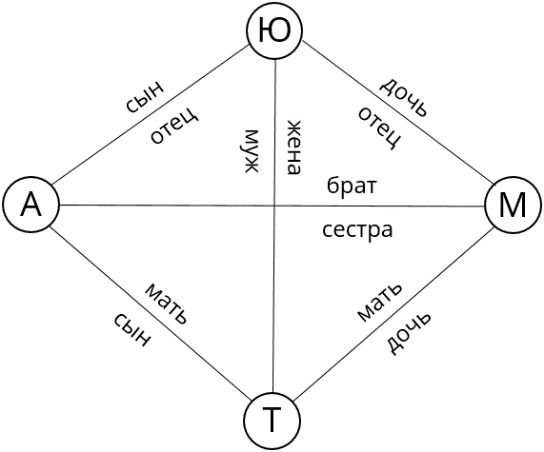 Ю
сын
отец
дочь
отец
муж
жена
А
брат
сестра
М
мать
сын
мать
дочь
Т